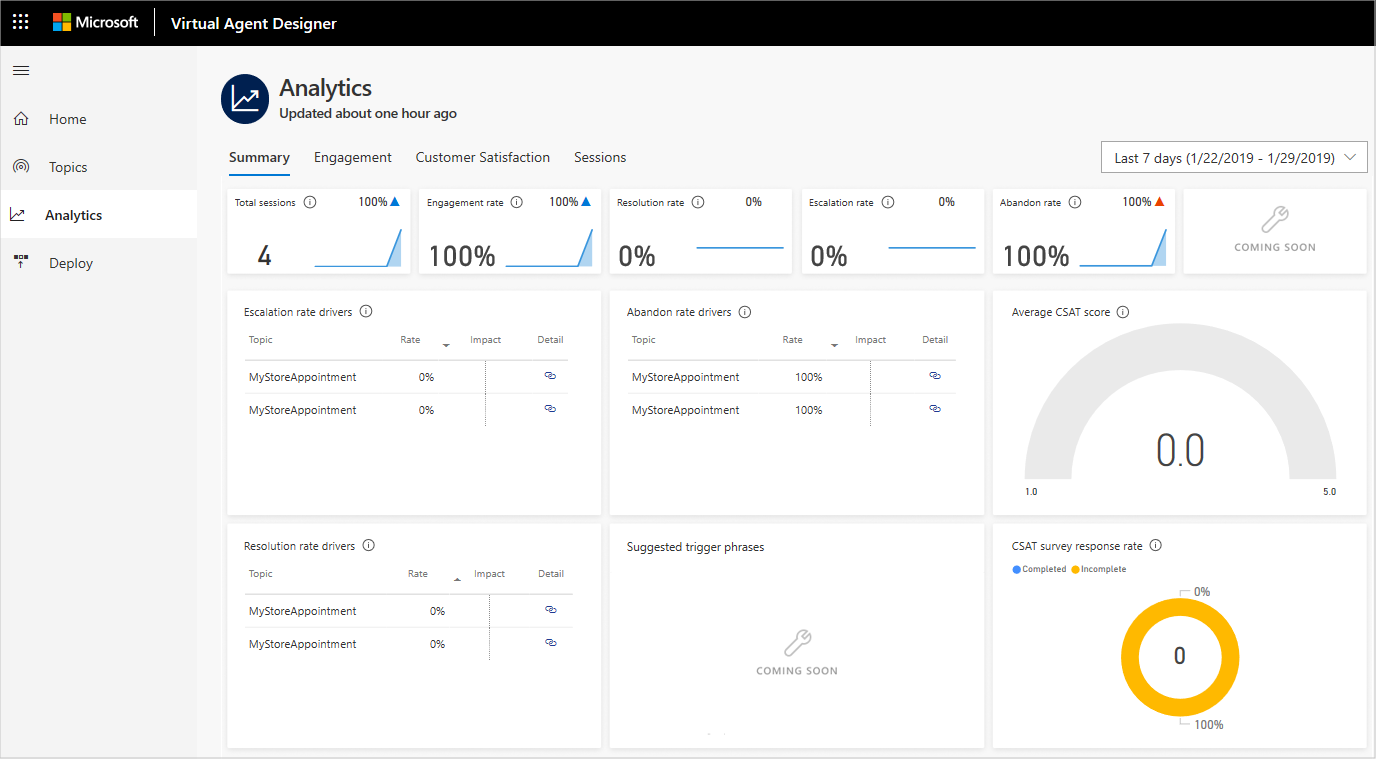 Microsoft Virtual Agent Designer
Home
Topics
Analytics
Deploy
Analytics
Updated about one hour ago
Summary Engagement Customer Satisfaction Sessions
Last 7 days (1/22/2019 - 1/29/2019)
Total sessions 100%
4
Engagement rate 100%
100%
Resolution rate 0%
0%
Escalation rate 0%
0%
Abandon rate 100%
100%
COMING SOON
Escalation rate drivers
Topic Rate Impact Detail
MyStoreAppointment 0%
MyStoreAppointment 0%
Abandon rate drivers
Topic Rate Impact Detail
MyStoreAppointment 100%
MyStoreAppointment 100%
Average CSAT score
0.0
1.0 5.0
Resolution rate drivers
Topic Rate Impact Detail
MyStoreAppointment 0%
MyStoreAppointment 0%
Suggested trigger phrases
COMING SOON
CSAT survey response rate
Completed Incomplete
0%
0
100%